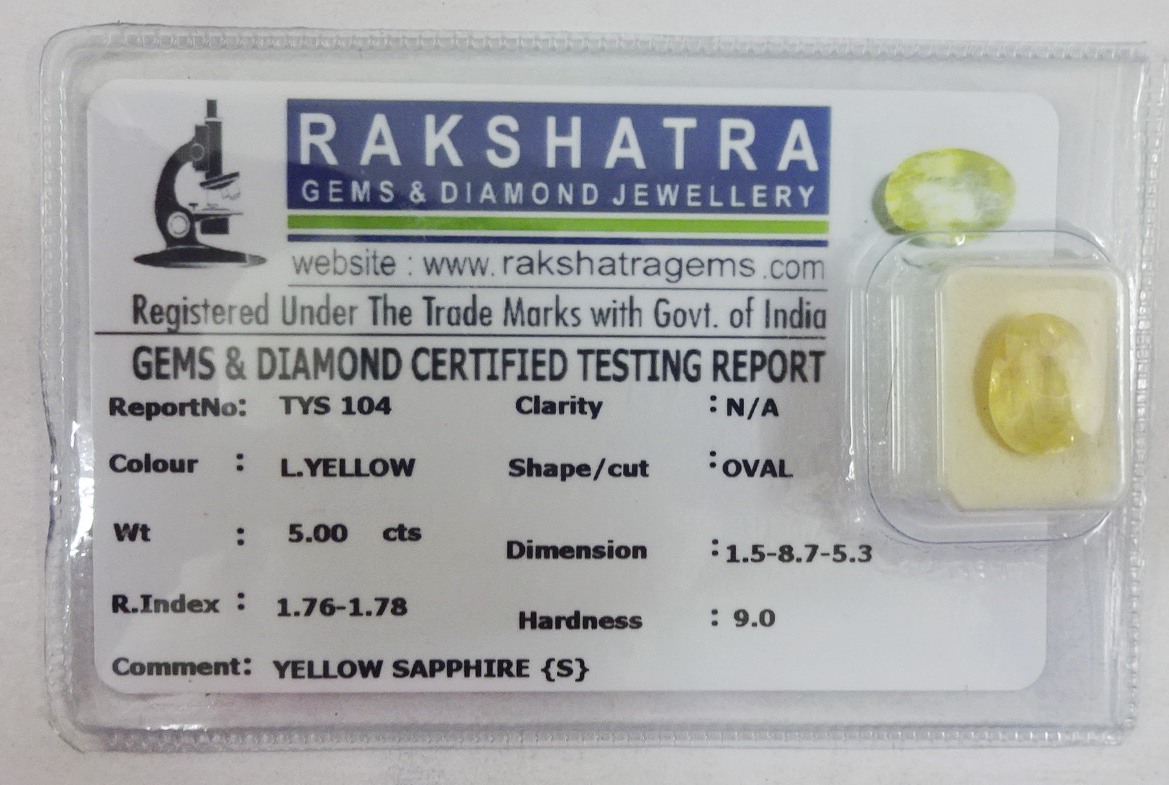 RAKSHATRA
GEMS & DIAMOND JEWELLERY
website : www.rakshatragems.com
Registered Under The Trade Marks with Govt. of India
GEMS & DIAMOND CERTIFIED TESTING REPORT
ReportNo: TYS 104 Clarity : N/A
Colour : L.YELLOW Shape/cut : OVAL
Wt : 5.00 cts Dimension : 1.5-8.7-5.3
R.Index : 1.76-1.78 Hardness : 9.0
Comment: YELLOW SAPPHIRE {S}